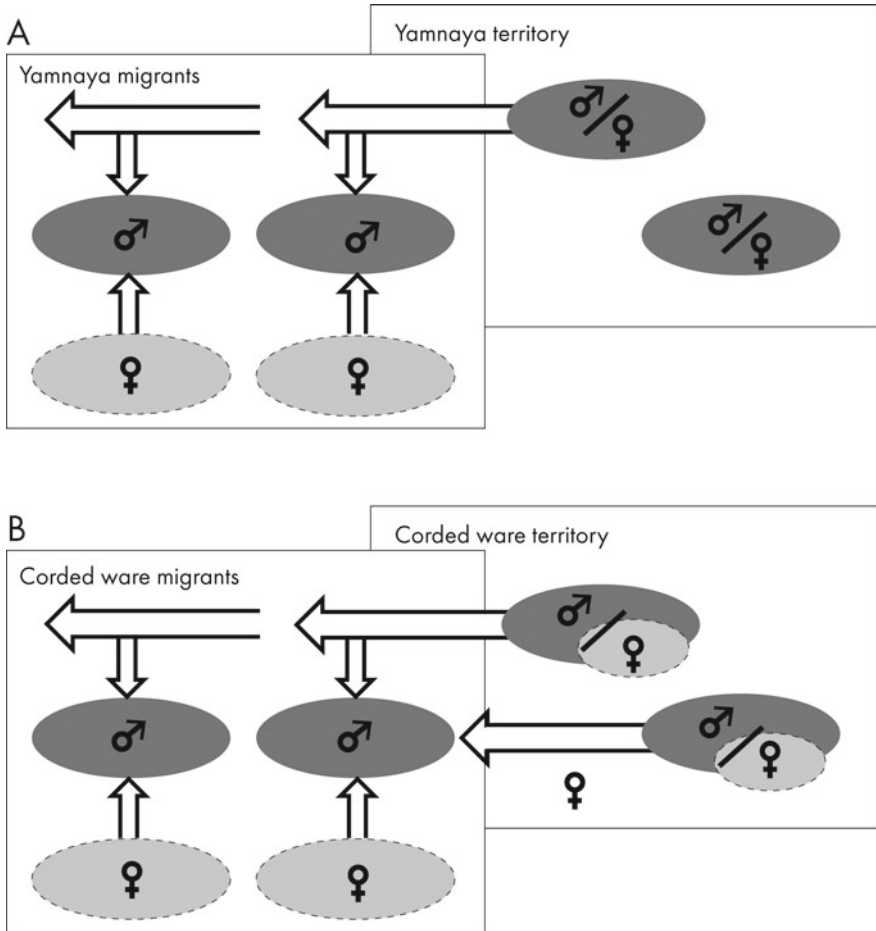 A
Yamnaya territory
Yamnaya migrants
B
Corded ware territory
Corded ware migrants